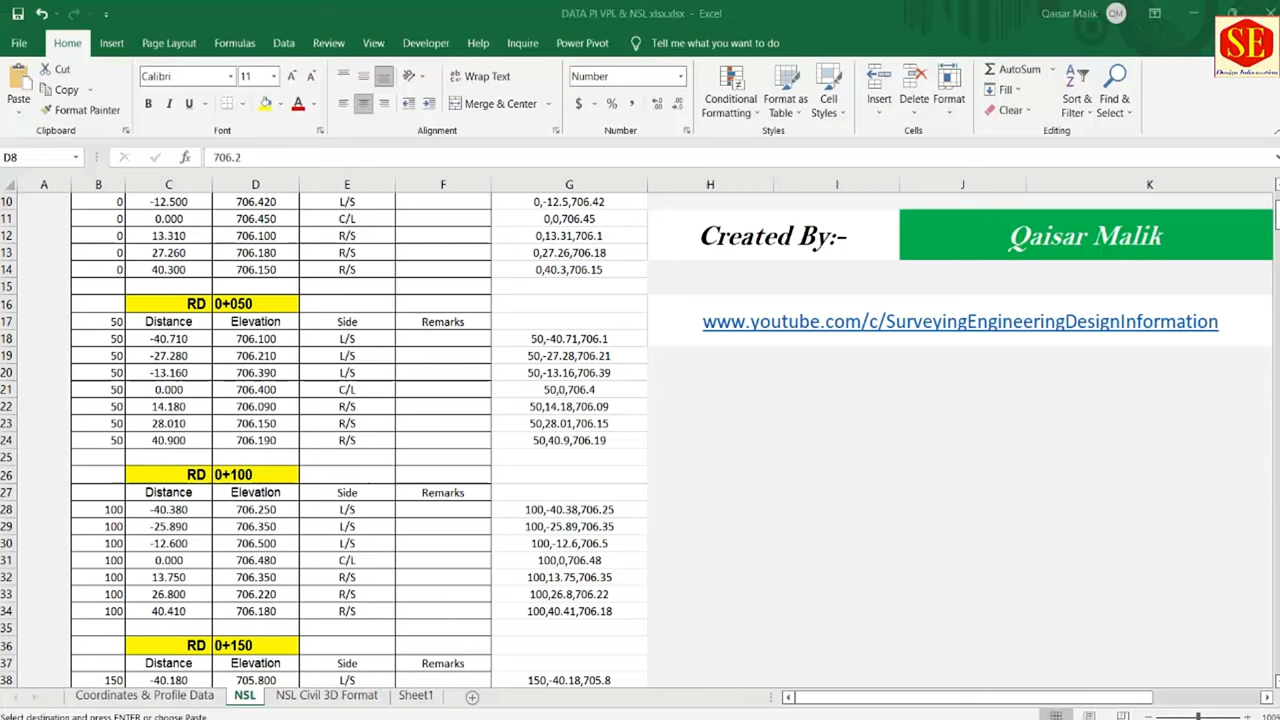 DATA PI VPI. & NSL xlsx.xlsx - Excel
Qaisar Malik QM
SE
File Home Insert Page Layout Formulas Data Review View Developer Help Inquire Power Pivot Tell me what you want to do
Paste Cut Copy Format Painter
Calibri 11
B I U
Wrap Text
Merge & Center
Number
$ % ,
Conditional Formatting
Format as Table
Cell Styles
Insert Delete Format
AutoSum
Fill
Clear
Sort & Filter
Find & Select
Clipboard Font Alignment Number Styles Cells Editing
D8 fx 706.2
A B C D E F G H I J K
10 0 -12.500 706.420 L/S 0,-12.5,706.42
11 0 0.000 706.450 C/L 0,0,706.45
12 0 13.310 706.100 R/S 0,13.31,706.1
13 0 27.260 706.180 R/S 0,27.26,706.18
14 0 40.300 706.150 R/S 0,40.3,706.15
15
16 RD 0+050
17 50 Distance Elevation Side Remarks
18 50 -40.710 706.100 L/S 50,-40.71,706.1
19 50 -27.280 706.210 L/S 50,-27.28,706.21
20 50 -13.160 706.390 L/S 50,-13.16,706.39
21 50 0.000 706.400 C/L 50,0,706.4
22 50 14.180 706.090 R/S 50,14.18,706.09
23 50 28.010 706.150 R/S 50,28.01,706.15
24 50 40.900 706.190 R/S 50,40.9,706.19
25
26 RD 0+100
27 Distance Elevation Side Remarks
28 100 -40.380 706.250 L/S 100,-40.38,706.25
29 100 -25.890 706.350 L/S 100,-25.89,706.35
30 100 -12.600 706.500 L/S 100,-12.6,706.5
31 100 0.000 706.480 C/L 100,0,706.48
32 100 13.750 706.350 R/S 100,13.75,706.35
33 100 26.800 706.220 R/S 100,26.8,706.22
34 100 40.410 706.180 R/S 100,40.41,706.18
35
36 RD 0+150
37 Distance Elevation Side Remarks
38 150 -40.180 705.800 L/S 150,-40.18,705.8
Created By:- Qaisar Malik
www.youtube.com/c/SurveyingEngineeringDesignInformation
Coordinates & Profile Data NSL NSL Civil 3D Format Sheet1
Select destination and press ENTER or choose Paste
100%